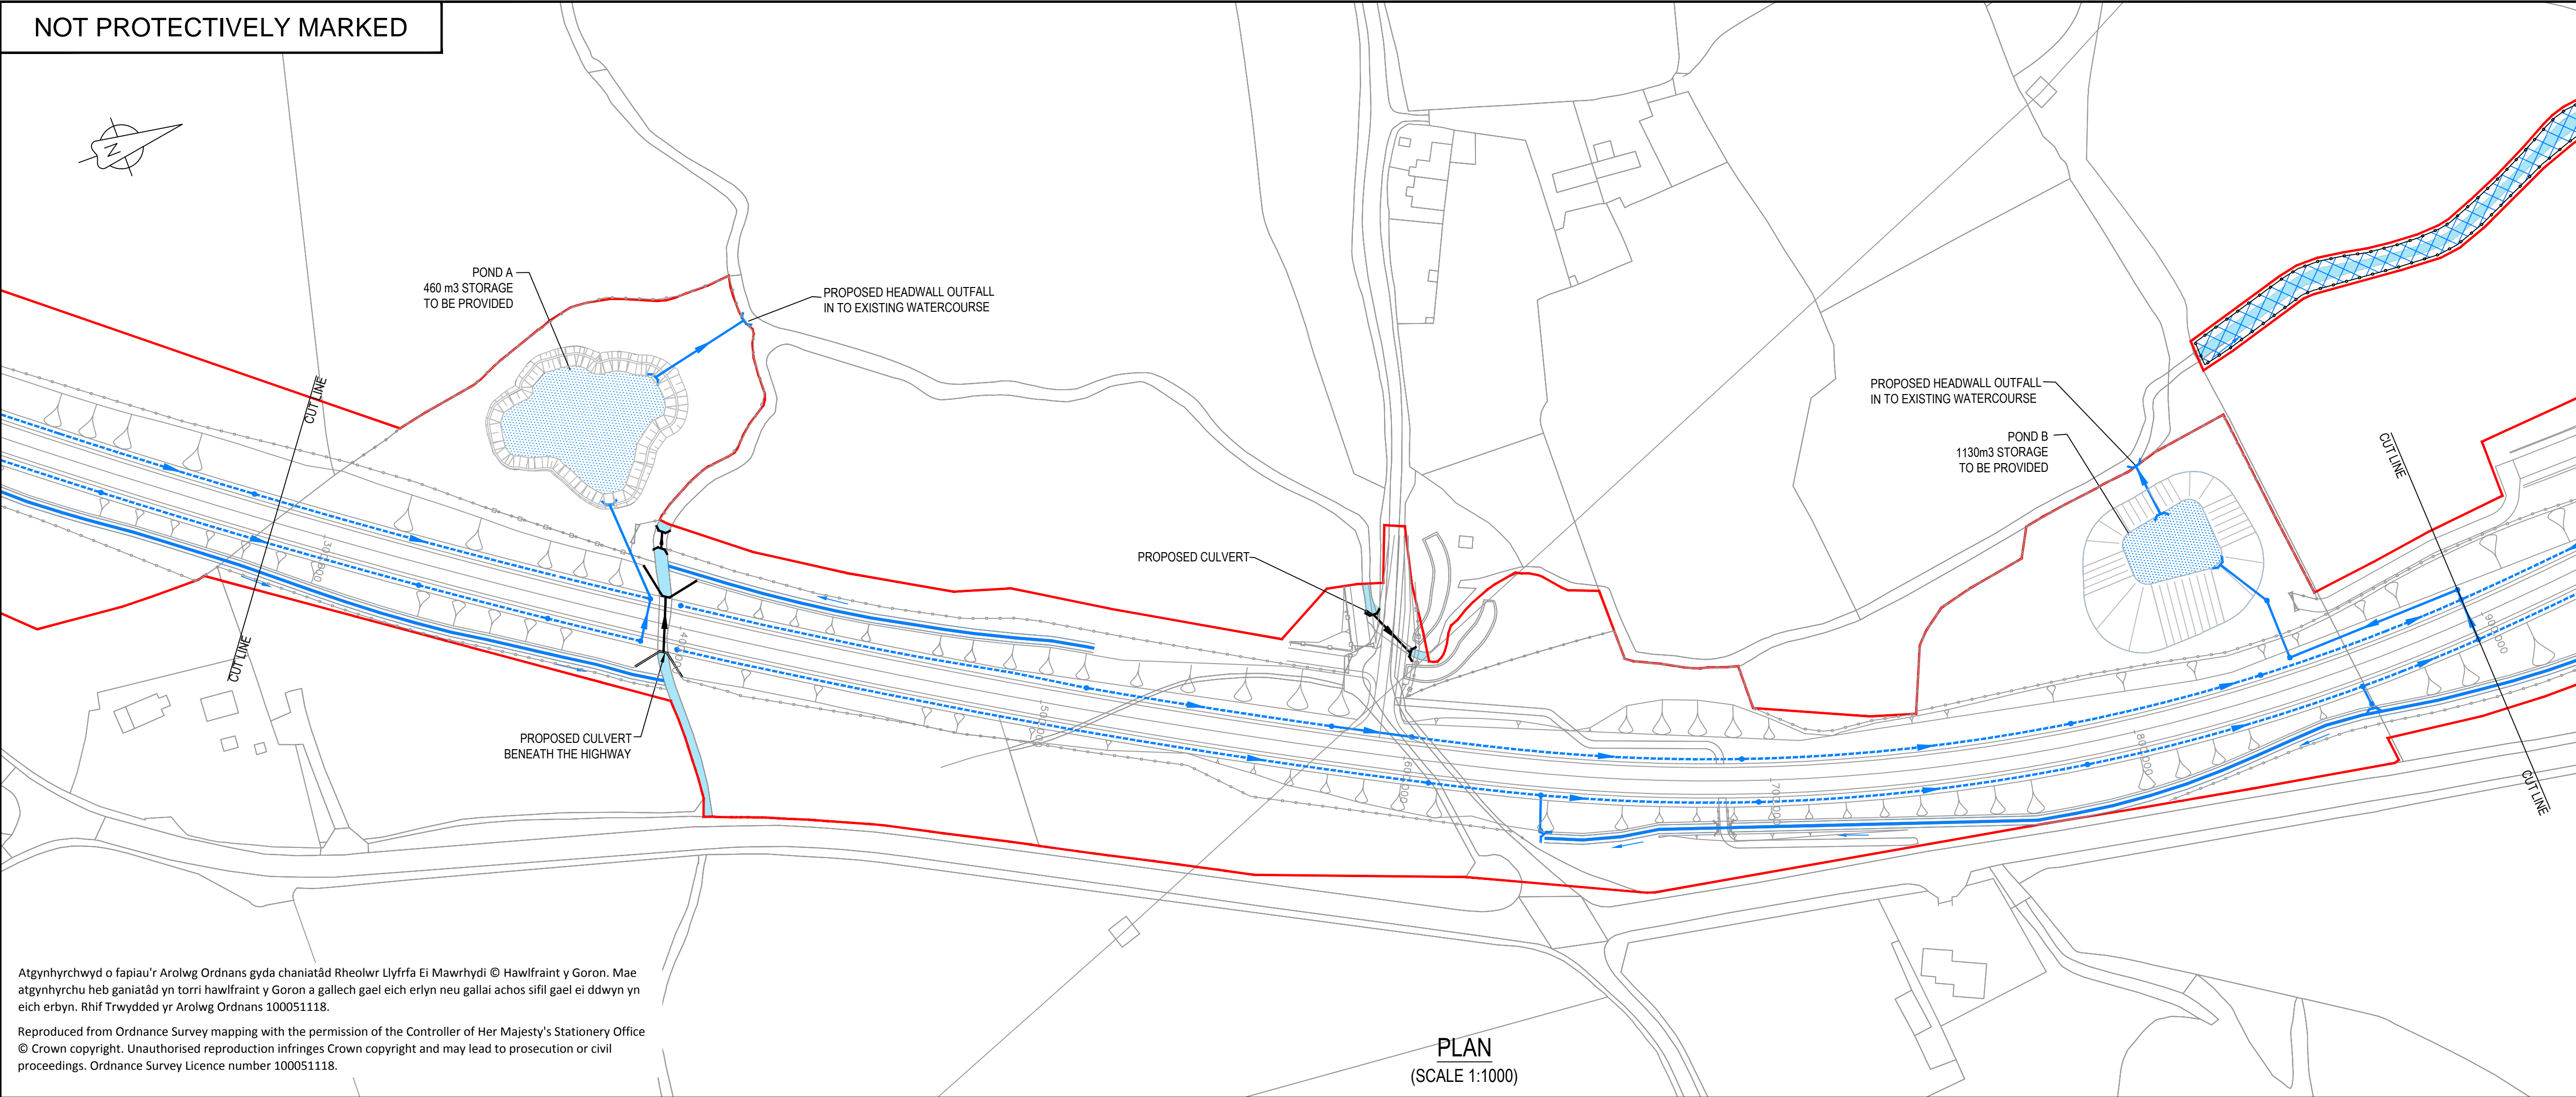 NOT PROTECTIVELY MARKED
N
POND A
460 m3 STORAGE
TO BE PROVIDED
PROPOSED HEADWALL OUTFALL
IN TO EXISTING WATERCOURSE
CUT LINE
CUT LINE
PROPOSED CULVERT
BENEATH THE HIGHWAY
PROPOSED CULVERT
PROPOSED HEADWALL OUTFALL
IN TO EXISTING WATERCOURSE
POND B
1130m3 STORAGE
TO BE PROVIDED
CUT LINE
CUT LINE
Atgynhyrchwyd o fapiau'r Arolwg Ordnans gyda chaniatâd Rheolwr Llyfrfa Ei Mawrhydi © Hawlfraint y Goron. Mae
atgynhyrchu heb ganiatâd yn torri hawlfraint y Goron a gallech gael eich erlyn neu gallai achos sifil gael ei ddwyn yn
eich erbyn. Rhif Trwydded yr Arolwg Ordnans 100051118.
Reproduced from Ordnance Survey mapping with the permission of the Controller of Her Majesty's Stationery Office
© Crown copyright. Unauthorised reproduction infringes Crown copyright and may lead to prosecution or civil
proceedings. Ordnance Survey Licence number 100051118.
PLAN
(SCALE 1:1000)